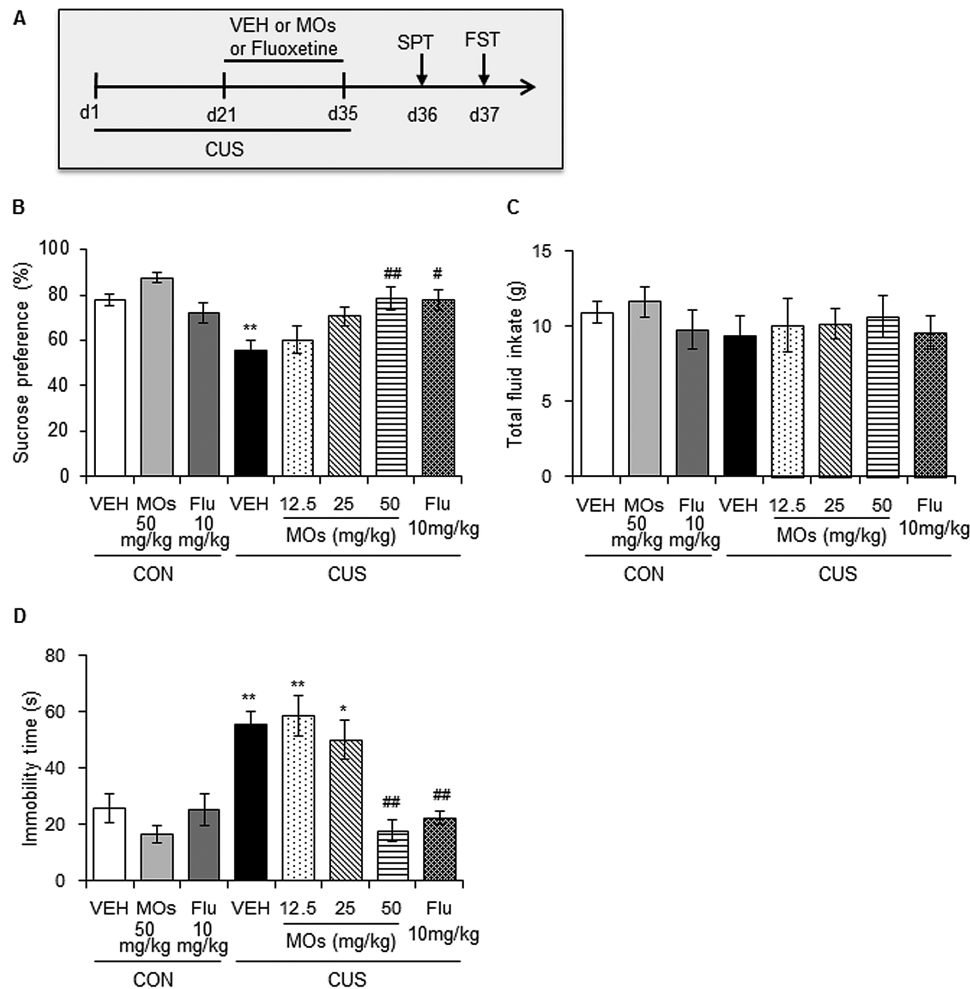 A
VEH or MOs
or Fluoxetine
SPT
FST
d1
d21
d35
d36
d37
CUS
B
Sucrose preference (%)
100
80
60
40
20
0
**
##
#
VEH MOs Flu VEH 12.5 25 50 Flu
50 10
mg/kg mg/kg MOs (mg/kg) 10mg/kg
CON CUS
C
Total fluid inkate (g)
15
10
5
0
VEH MOs Flu VEH 12.5 25 50 Flu
50 10
mg/kg mg/kg MOs (mg/kg) 10mg/kg
CON CUS
D
Immobility time (s)
80
60
40
20
0
**
**
*
##
##
VEH MOs Flu VEH 12.5 25 50 Flu
50 10
mg/kg mg/kg MOs (mg/kg) 10mg/kg
CON CUS